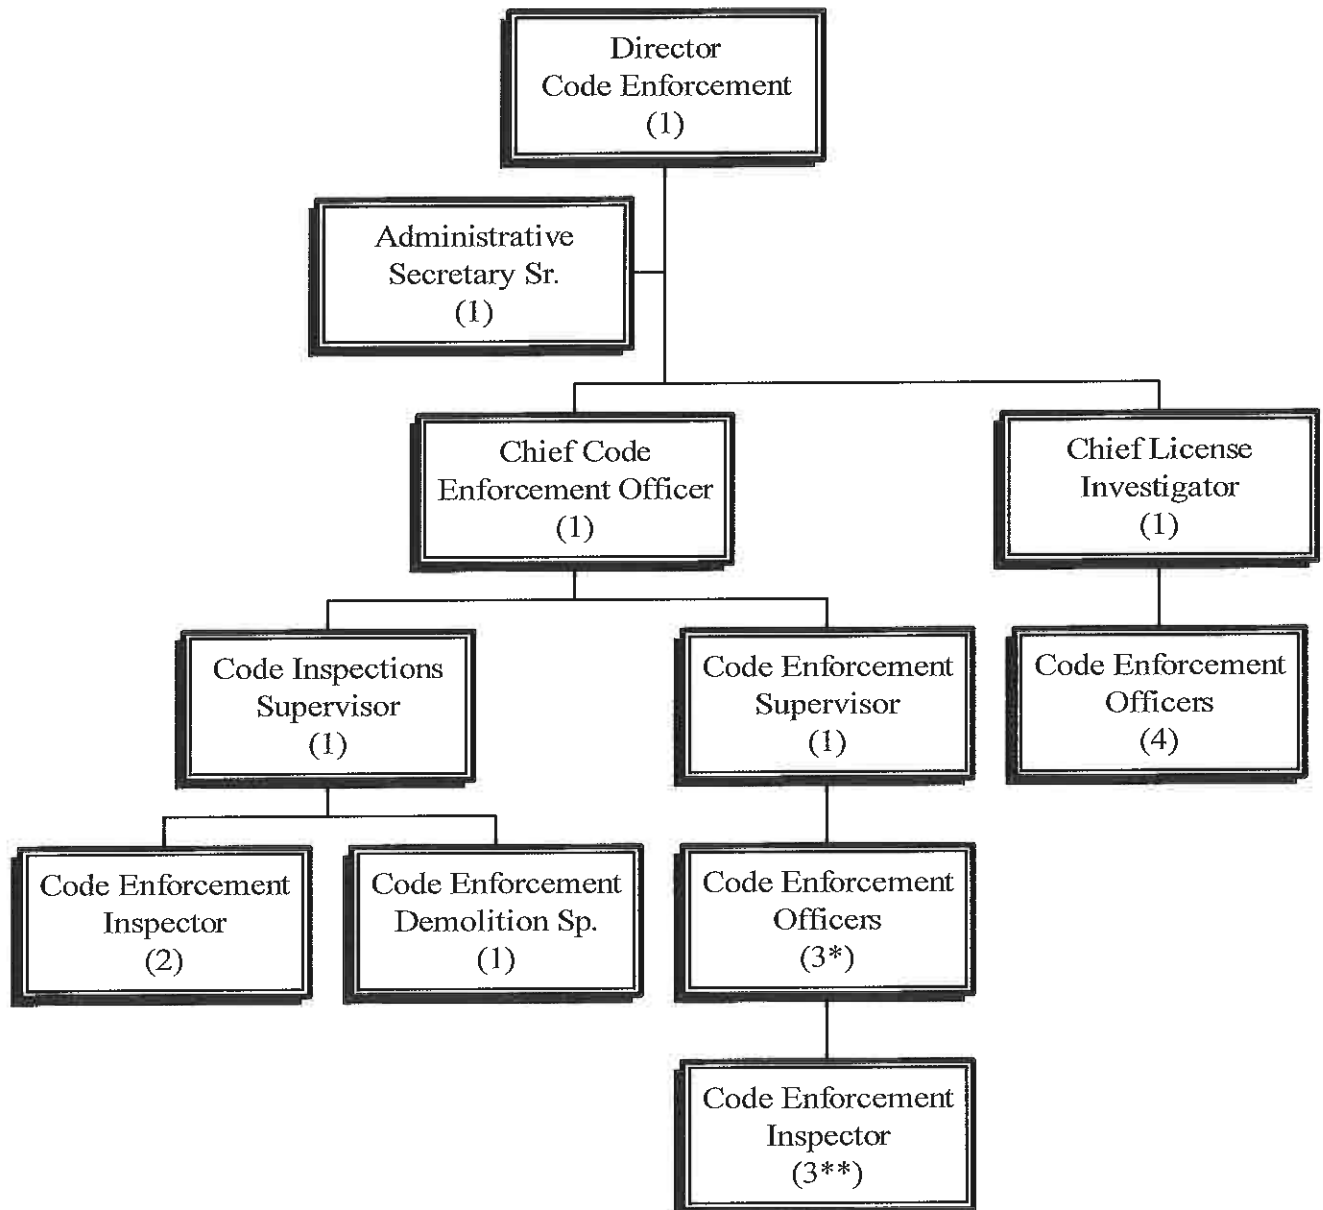 Director
Code Enforcement
(1)
Administrative
Secretary Sr.
(1)
Chief Code
Enforcement Officer
(1)
Chief License
Investigator
(1)
Code Inspections
Supervisor
(1)
Code Enforcement
Supervisor
(1)
Code Enforcement
Officers
(4)
Code Enforcement
Inspector
(2)
Code Enforcement
Demolition Sp.
(1)
Code Enforcement
Officers
(3*)
Code Enforcement
Inspector
(3**)